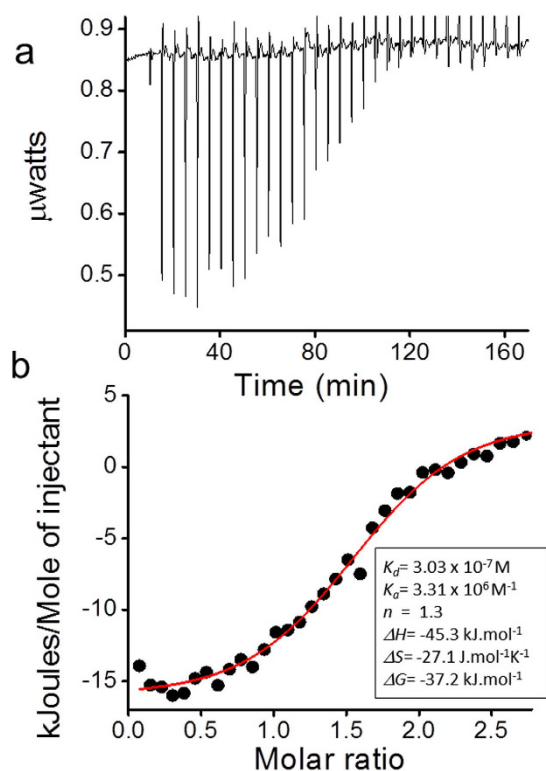 a
μwatts
0.9
0.8
0.7
0.6
0.5
0 40 80 120 160
Time (min)
b
kJoules/Mole of injectant
5
0
-5
-10
-15
K_d= 3.03 x 10⁻⁷ M
K_a= 3.31 x 10⁶ M⁻¹
n = 1.3
ΔH= -45.3 kJ.mol⁻¹
ΔS= -27.1 J.mol⁻¹K⁻¹
ΔG= -37.2 kJ.mol⁻¹
0.0 0.5 1.0 1.5 2.0 2.5
Molar ratio